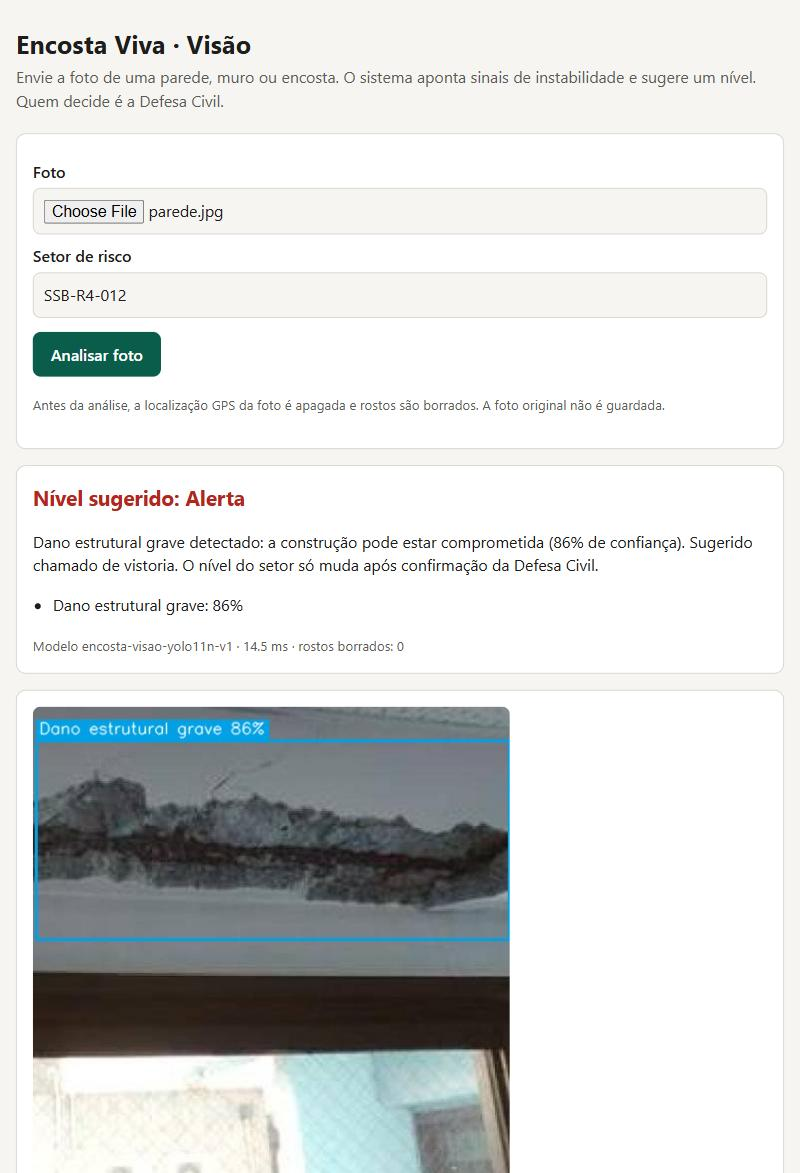 Encosta Viva · Visão
Envie a foto de uma parede, muro ou encosta. O sistema aponta sinais de instabilidade e sugere um nível.
Quem decide é a Defesa Civil.
Foto
Choose File parede.jpg
Setor de risco
SSB-R4-012
Analisar foto
Antes da análise, a localização GPS da foto é apagada e rostos são borrados. A foto original não é guardada.
Nível sugerido: Alerta
Dano estrutural grave detectado: a construção pode estar comprometida (86% de confiança). Sugerido
chamado de vistoria. O nível do setor só muda após confirmação da Defesa Civil.
• Dano estrutural grave: 86%
Modelo encosta-visao-yolo11n-v1 · 14.5 ms · rostos borrados: 0
Dano estrutural grave 86%